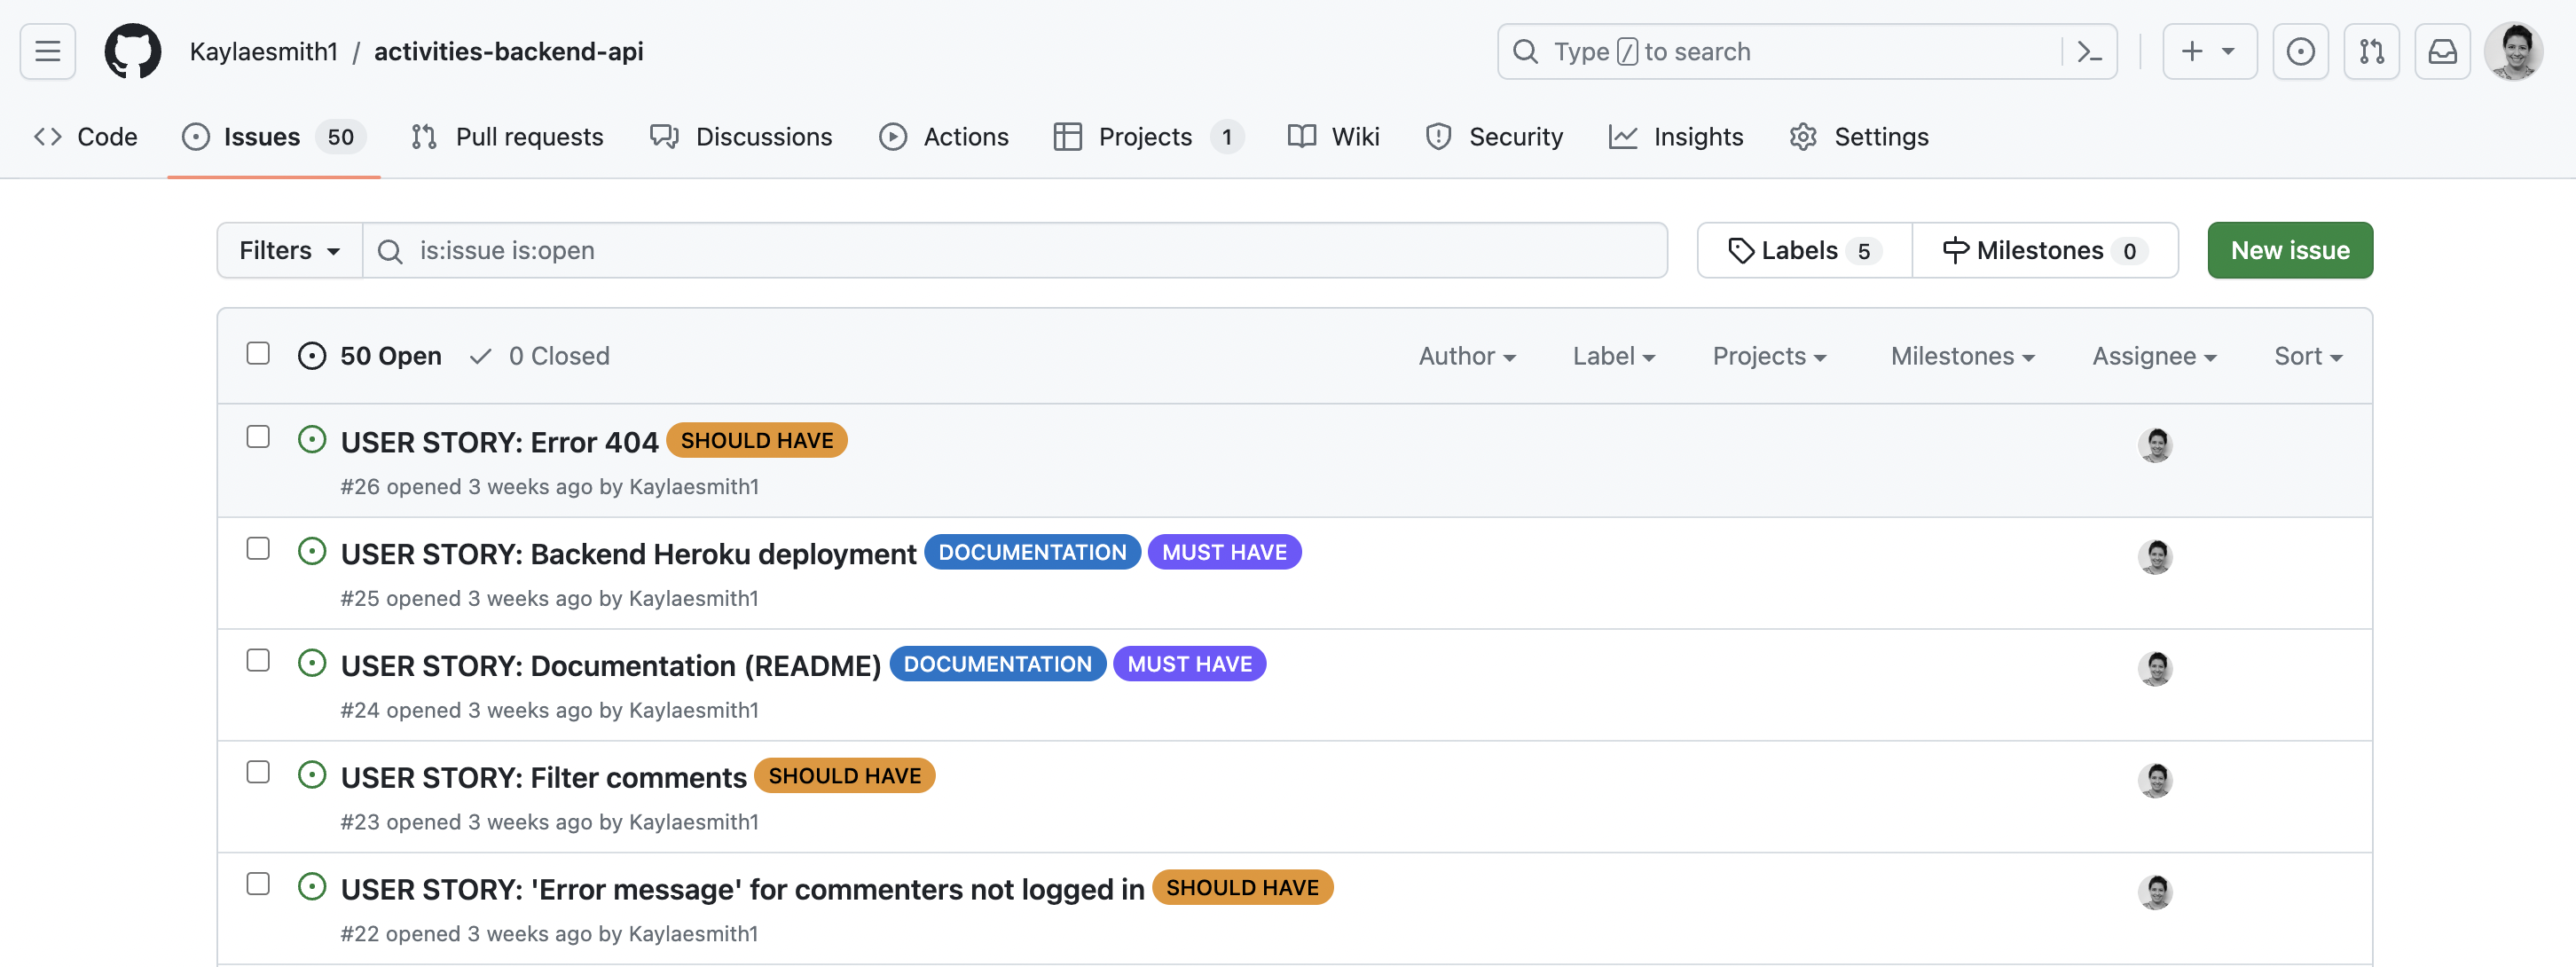 Kaylaesmith1 / activities-backend-api
Type / to search
Code Issues 50 Pull requests Discussions Actions Projects 1 Wiki Security Insights Settings
Filters is:issue is:open Labels 5 Milestones 0 New issue
50 Open 0 Closed Author Label Projects Milestones Assignee Sort
USER STORY: Error 404 SHOULD HAVE
#26 opened 3 weeks ago by Kaylaesmith1
USER STORY: Backend Heroku deployment DOCUMENTATION MUST HAVE
#25 opened 3 weeks ago by Kaylaesmith1
USER STORY: Documentation (README) DOCUMENTATION MUST HAVE
#24 opened 3 weeks ago by Kaylaesmith1
USER STORY: Filter comments SHOULD HAVE
#23 opened 3 weeks ago by Kaylaesmith1
USER STORY: 'Error message' for commenters not logged in SHOULD HAVE
#22 opened 3 weeks ago by Kaylaesmith1